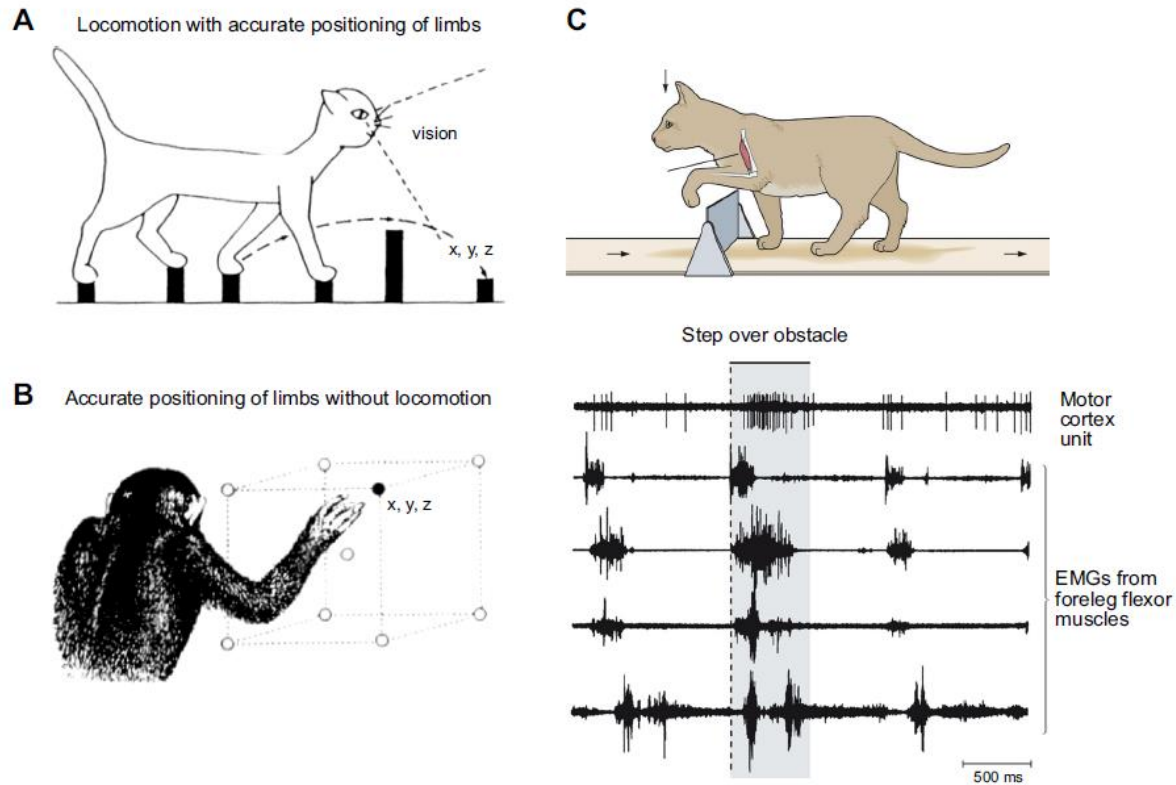 A
Locomotion with accurate positioning of limbs
vision
x, y, z
B
Accurate positioning of limbs without locomotion
x, y, z
C
Step over obstacle
Motor
cortex
unit
EMGs from
foreleg flexor
muscles
500 ms